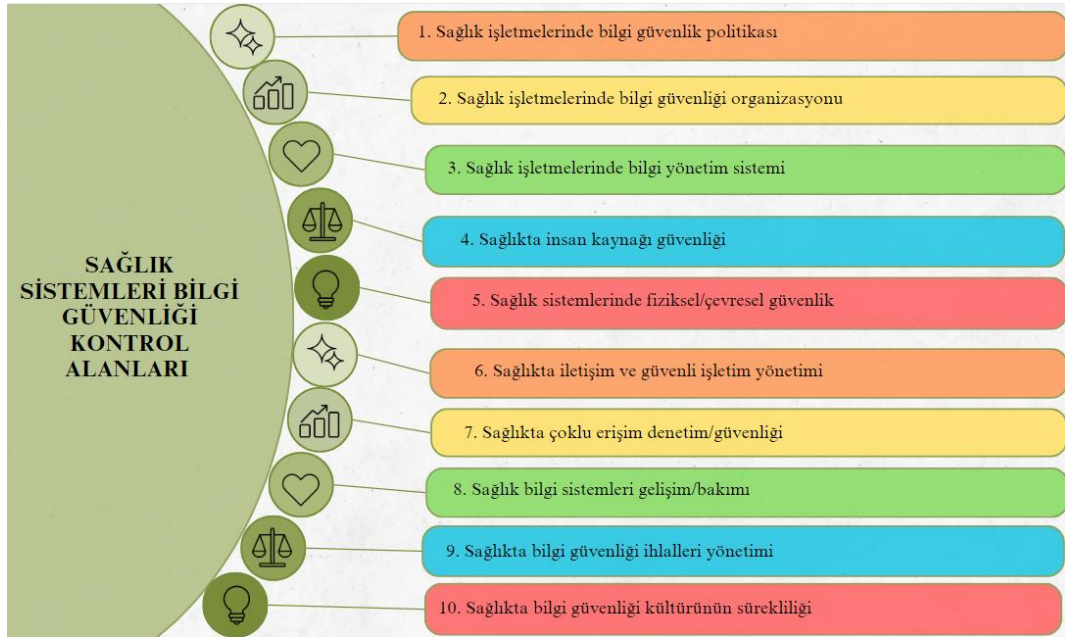 SAĞLIK
SİSTEMLERİ BİLGİ
GÜVENLİĞİ
KONTROL
ALANLARI
1. Sağlık işletmelerinde bilgi güvenlik politikası
2. Sağlık işletmelerinde bilgi güvenliği organizasyonu
3. Sağlık işletmelerinde bilgi yönetim sistemi
4. Sağlıkta insan kaynağı güvenliği
5. Sağlık sistemlerinde fiziksel/çevresel güvenlik
6. Sağlıkta iletişim ve güvenli işletim yönetimi
7. Sağlıkta çoklu erişim denetim/güvenliği
8. Sağlık bilgi sistemleri gelişim/bakımı
9. Sağlıkta bilgi güvenliği ihlalleri yönetimi
10. Sağlıkta bilgi güvenliği kültürünün sürekliliği